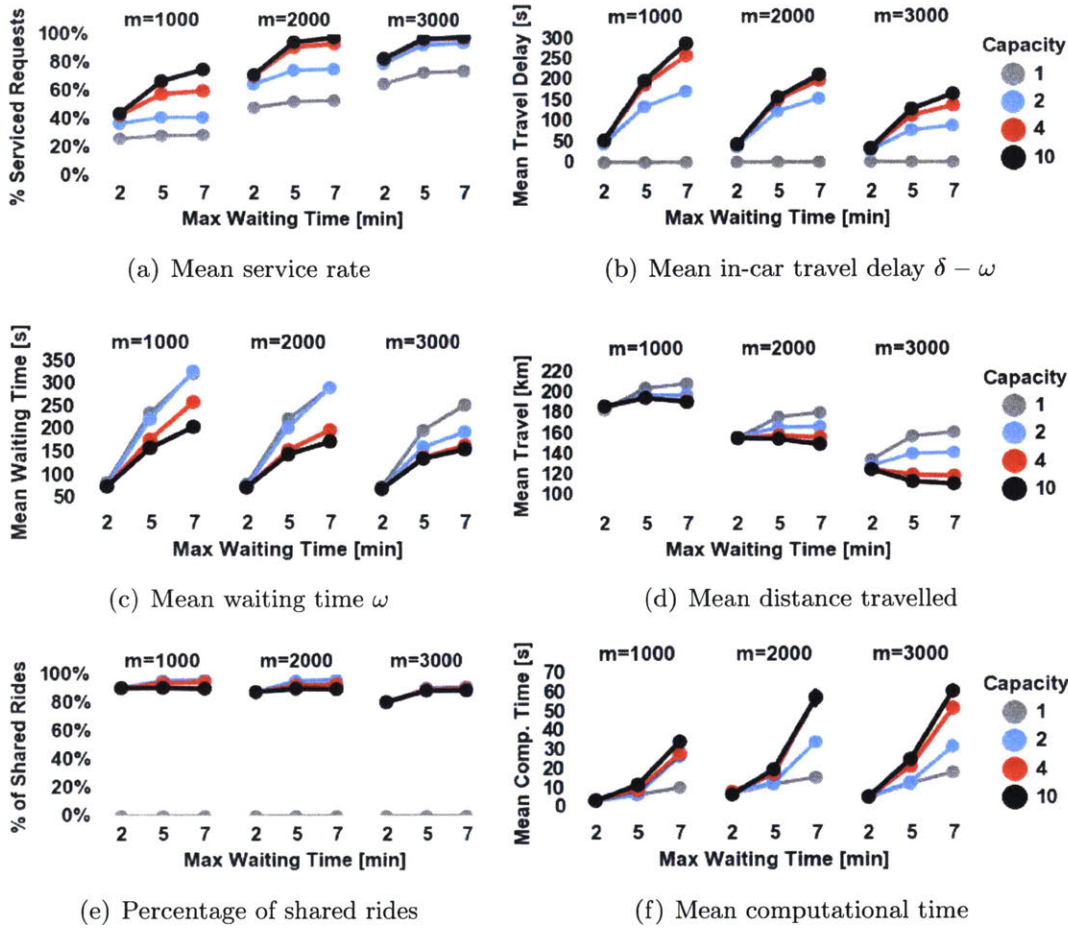 m=1000 m=2000 m=3000
100%
80%
60%
40%
20%
0%
% Serviced Requests
2 5 7 2 5 7 2 5 7
Max Waiting Time [min]
(a) Mean service rate
m=1000 m=2000 m=3000
300
250
200
150
100
50
0
Mean Travel Delay [s]
2 5 7 2 5 7 2 5 7
Max Waiting Time [min]
Capacity
1
2
4
10
(b) Mean in-car travel delay δ − ω
m=1000 m=2000 m=3000
350
300
250
200
150
100
50
Mean Waiting Time [s]
2 5 7 2 5 7 2 5 7
Max Waiting Time [min]
(c) Mean waiting time ω
m=1000 m=2000 m=3000
220
200
180
160
140
120
100
Mean Travel [km]
2 5 7 2 5 7 2 5 7
Max Waiting Time [min]
Capacity
1
2
4
10
(d) Mean distance travelled
m=1000 m=2000 m=3000
100%
80%
60%
40%
20%
0%
% of Shared Rides
2 5 7 2 5 7 2 5 7
Max Waiting Time [min]
(e) Percentage of shared rides
m=1000 m=2000 m=3000
70
60
50
40
30
20
10
0
Mean Comp. Time [s]
2 5 7 2 5 7 2 5 7
Max Waiting Time [min]
Capacity
1
2
4
10
(f) Mean computational time